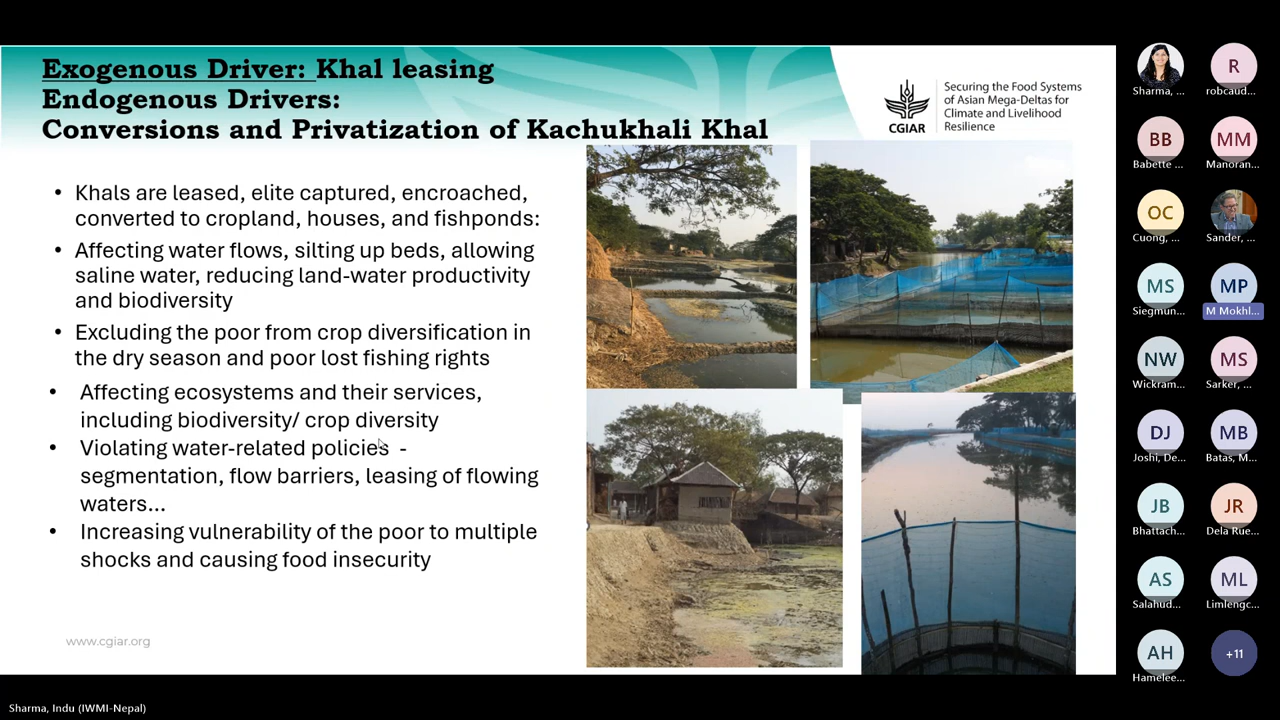 Exogenous Driver: Khal leasing
Endogenous Drivers:
Conversions and Privatization of Kachukhali Khal
CGIAR
Securing the Food Systems
of Asian Mega-Deltas for
Climate and Livelihood
Resilience
• Khals are leased, elite captured, encroached,
converted to cropland, houses, and fishponds:
• Affecting water flows, silting up beds, allowing
saline water, reducing land-water productivity
and biodiversity
• Excluding the poor from crop diversification in
the dry season and poor lost fishing rights
• Affecting ecosystems and their services,
including biodiversity/ crop diversity
• Violating water-related policies -
segmentation, flow barriers, leasing of flowing
waters...
• Increasing vulnerability of the poor to multiple
shocks and causing food insecurity
www.cgiar.org
Sharma, ...
R
robcaud...
BB
Babette ...
MM
Manoran...
OC
Cuong, ...
Sander, ...
MS
Siegmun...
MP
M Mokhl...
NW
Wickram...
MS
Sarker, ...
DJ
Joshi, De...
MB
Batas, M...
JB
Bhattach...
JR
Dela Rue...
AS
Salahud...
ML
Limlengc...
AH
Hamelee...
+11
Sharma, Indu (IWMI-Nepal)